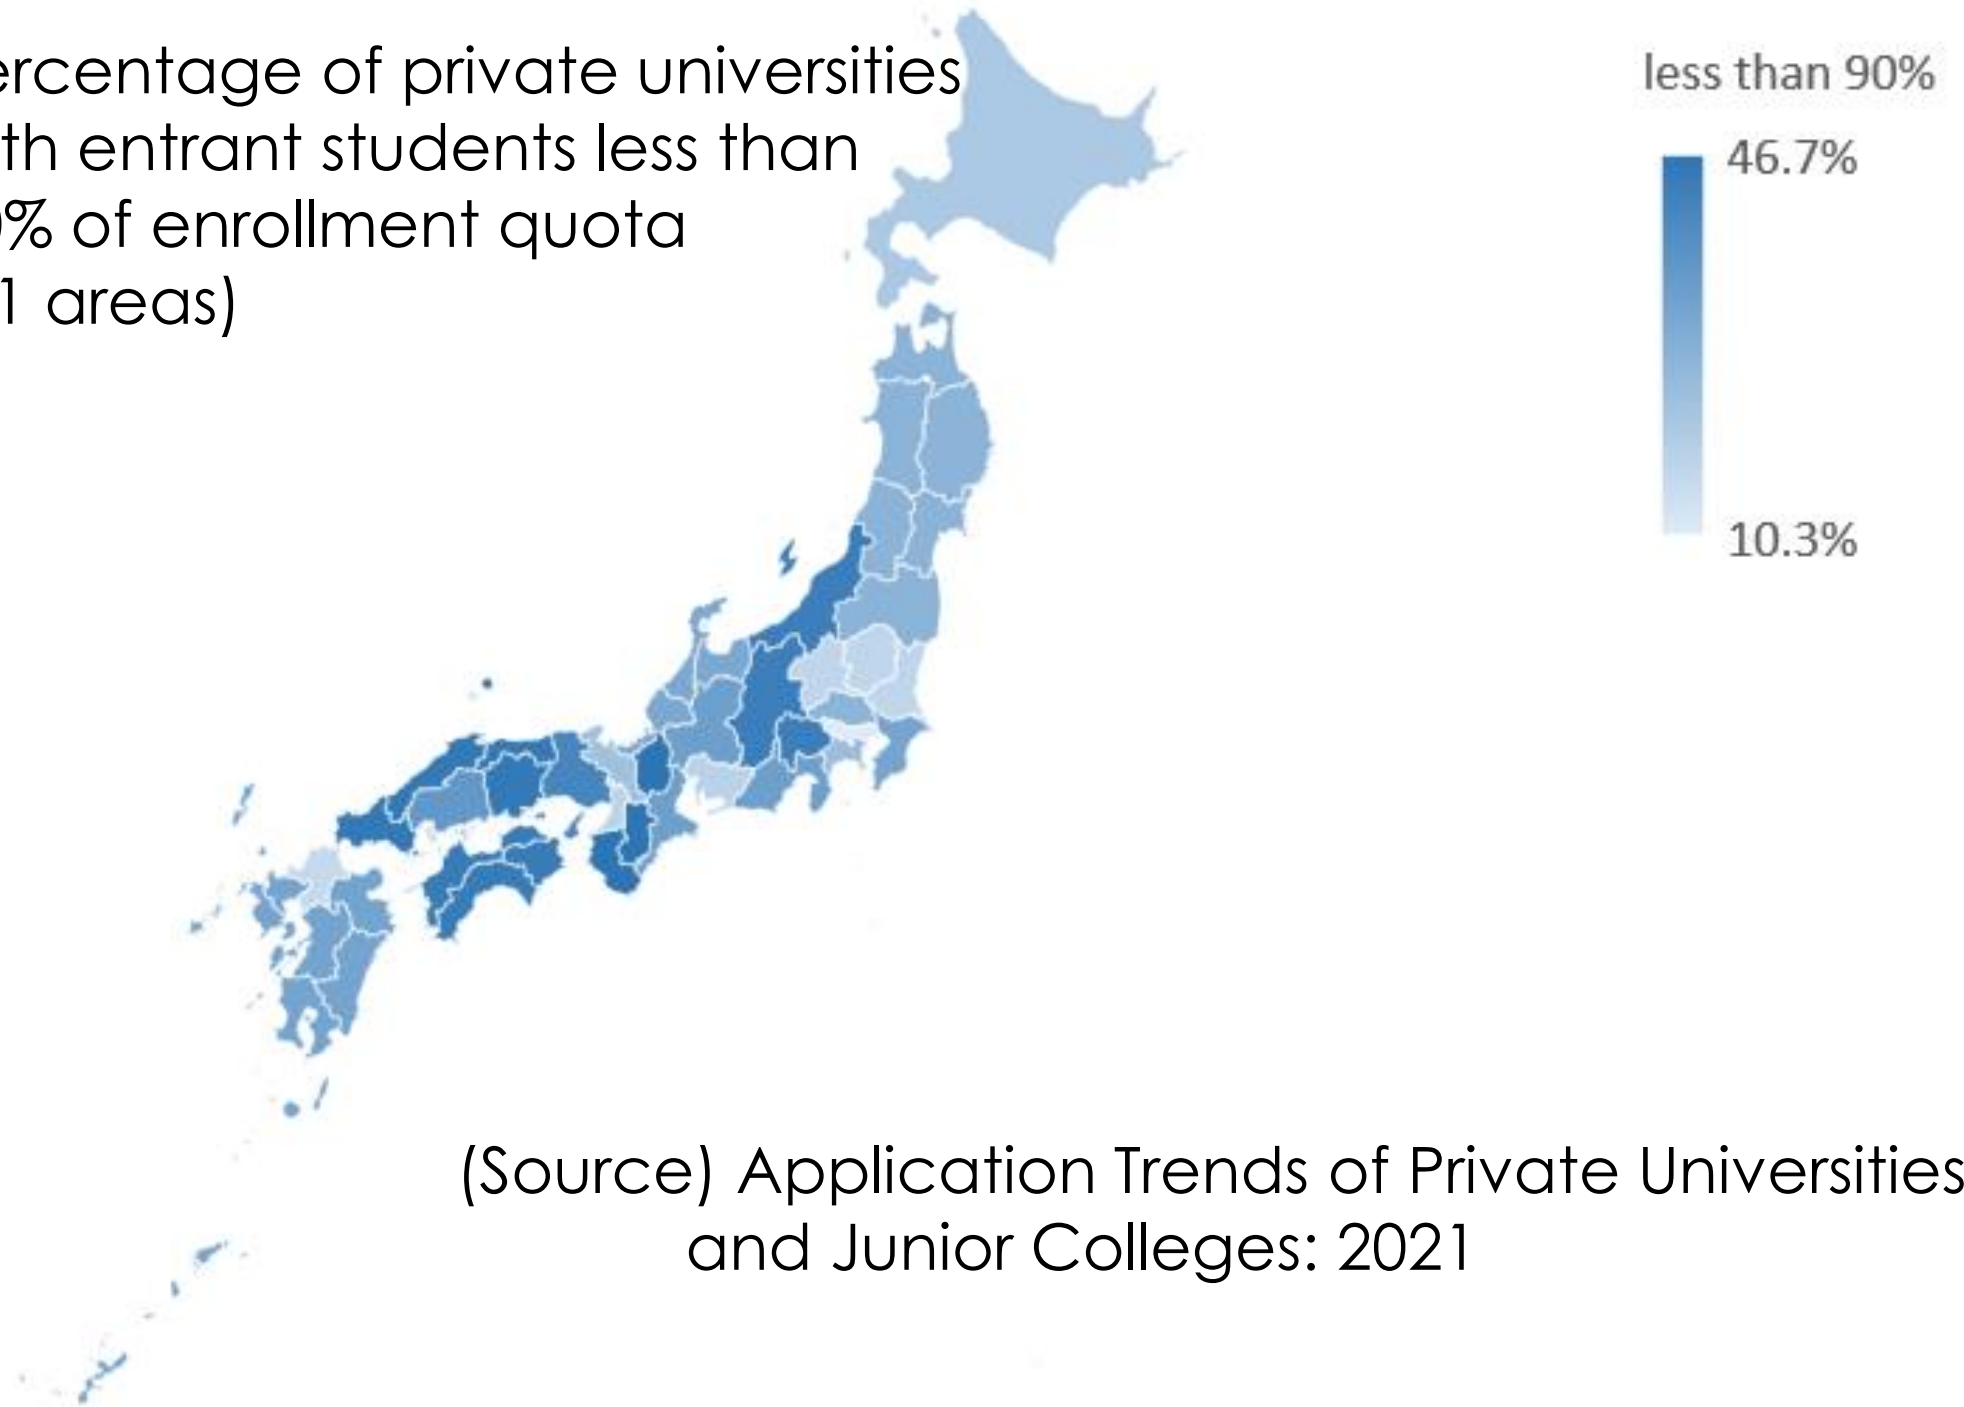 ercentage of private universities
th entrant students less than
0% of enrollment quota
1 areas)
less than 90%
46.7%
10.3%
(Source) Application Trends of Private Universities
and Junior Colleges: 2021